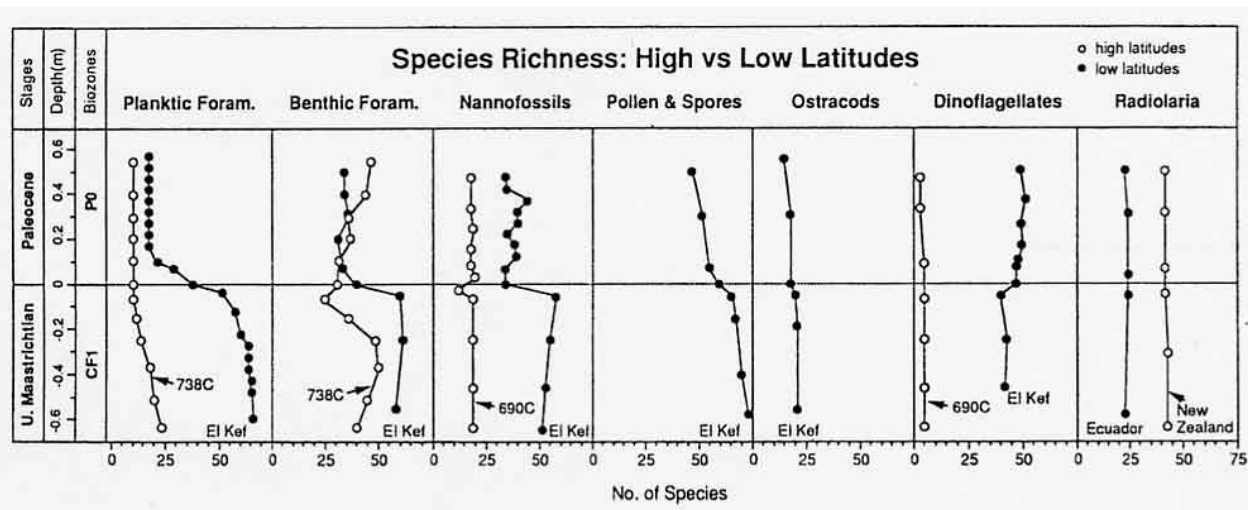 Species Richness: High vs Low Latitudes
high latitudes
low latitudes
Stages
Depth(m)
Biozones
Planktic Foram.
Benthic Foram.
Nannofossils
Pollen & Spores
Ostracods
Dinoflagellates
Radiolaria
Paleocene
U. Maastrichtian
0.6
0.4
0.2
0
-0.2
-0.4
-0.6
P0
CF1
738C
El Kef
738C
El Kef
690C
El Kef
El Kef
El Kef
690C
El Kef
Ecuador
New
Zealand
0 25 50 0 25 50 0 25 50 0 25 50 0 25 50 0 25 50 0 25 50 75
No. of Species